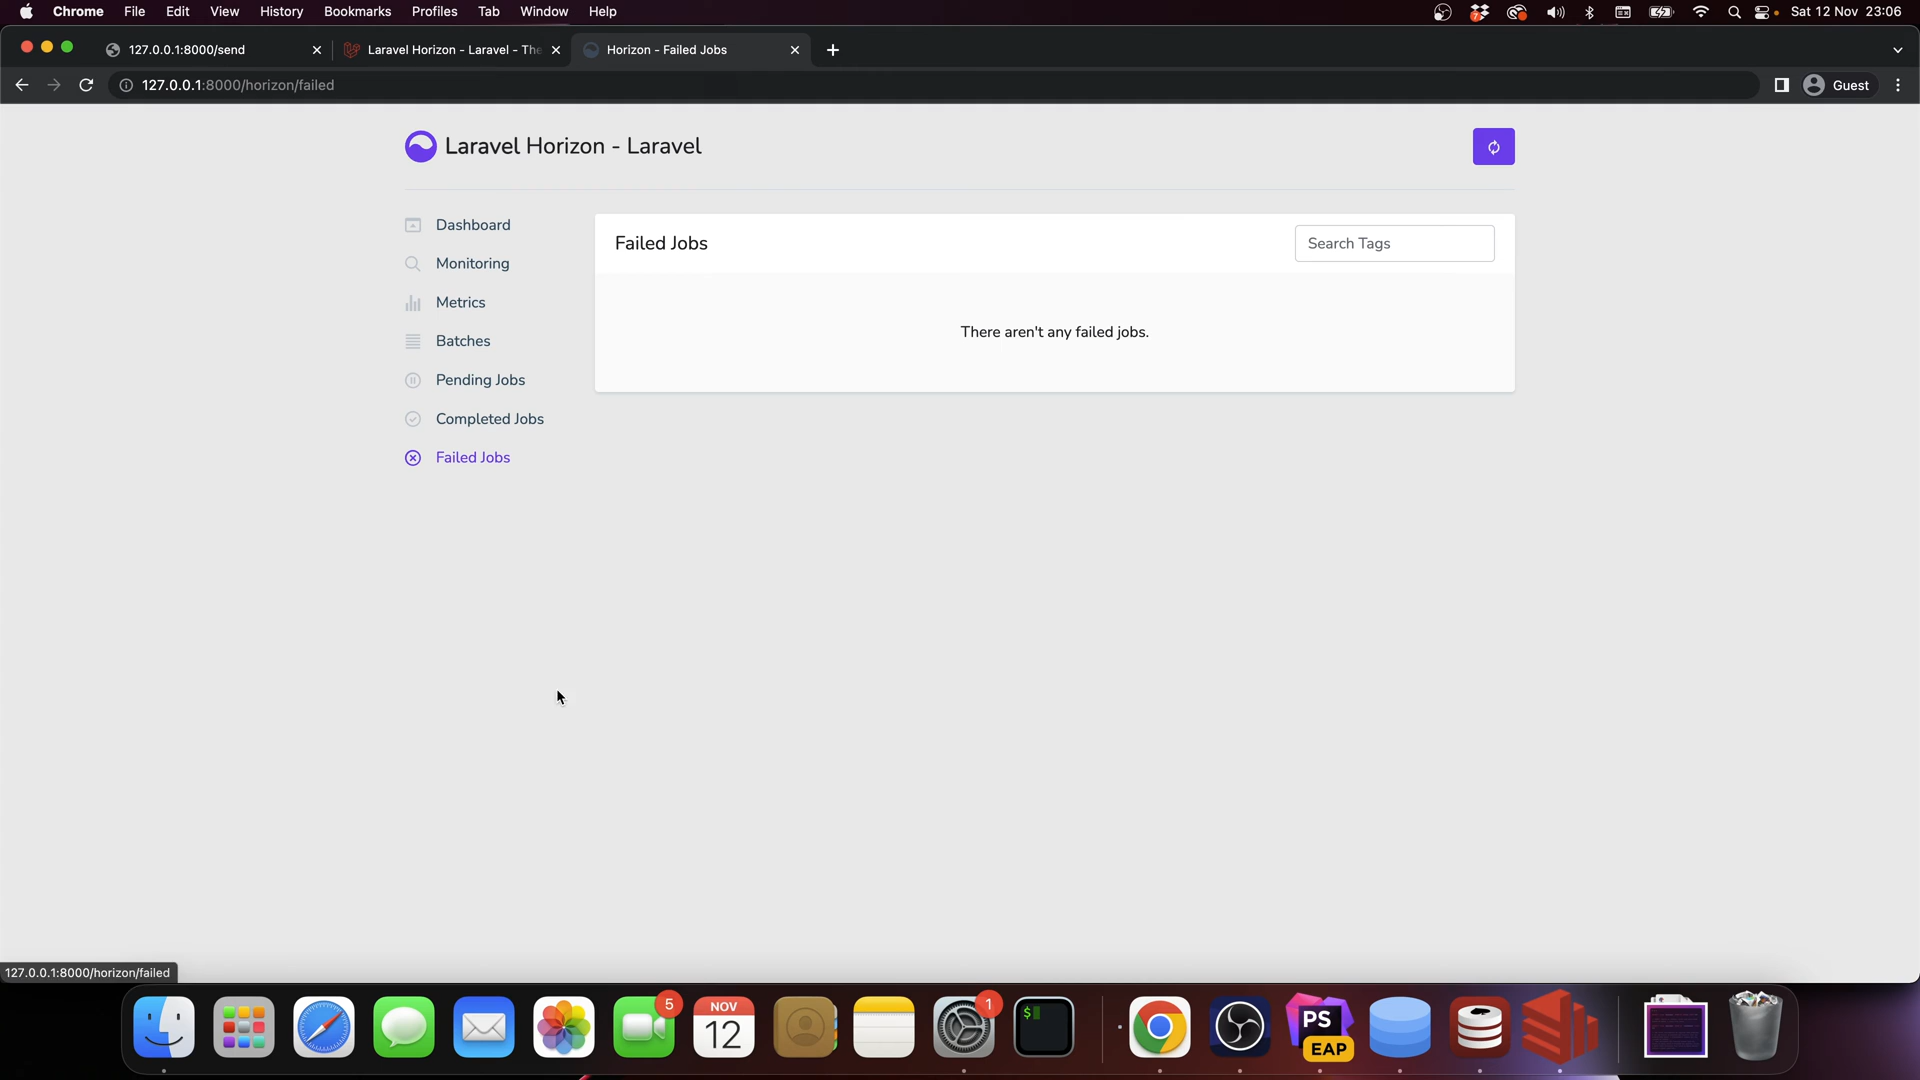 Chrome File Edit View History Bookmarks Profiles Tab Window Help
7
Sat 12 Nov 23:06
127.0.0.1:8000/send
Laravel Horizon - Laravel - The
Horizon - Failed Jobs
127.0.0.1:8000/horizon/failed
Guest
Laravel Horizon - Laravel
Dashboard
Monitoring
Metrics
Batches
Pending Jobs
Completed Jobs
Failed Jobs
Failed Jobs
Search Tags
There aren't any failed jobs.
127.0.0.1:8000/horizon/failed
5
NOV
12
1
$
PS
EAP